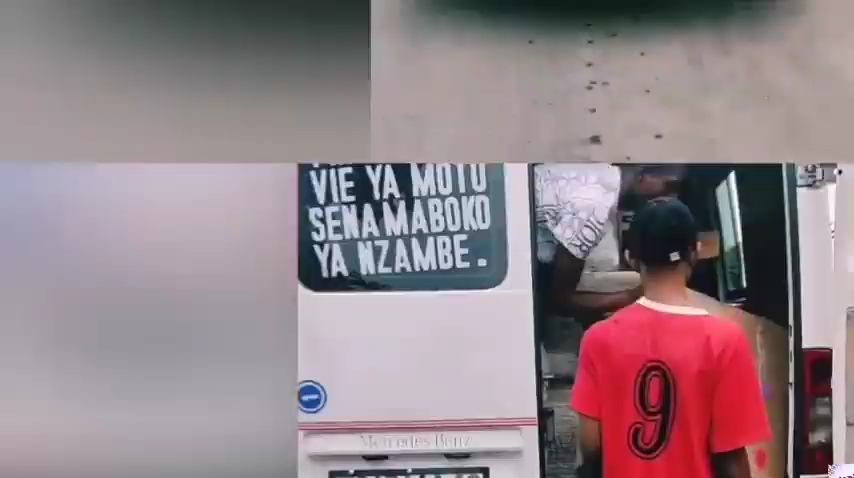 VIE YA MOTO
SENA MABOKO
YA NZAMBE.
9
Mercedes Benz